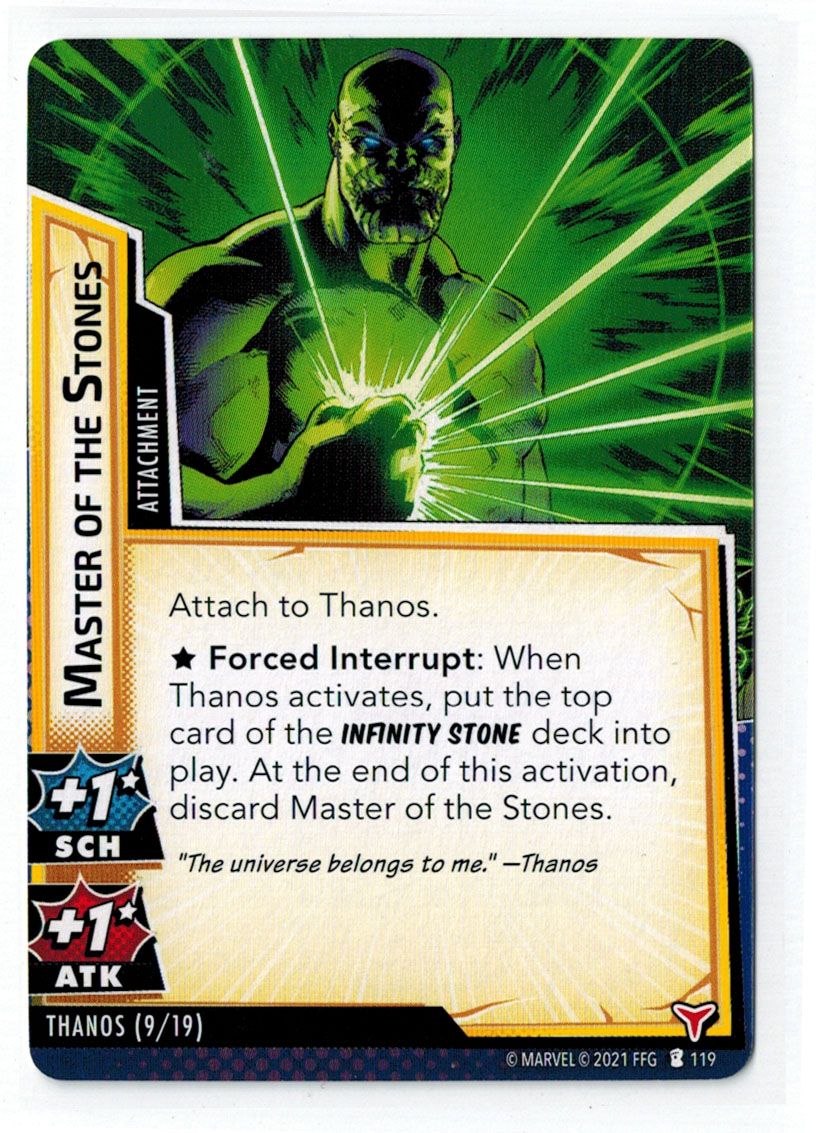 MASTER OF THE STONES
ATTACHMENT
Attach to Thanos.
★ Forced Interrupt: When
Thanos activates, put the top
card of the INFINITY STONE deck into
play. At the end of this activation,
discard Master of the Stones.
"The universe belongs to me." —Thanos
+1★
SCH
+1★
ATK
THANOS (9/19)
© MARVEL © 2021 FFG 119